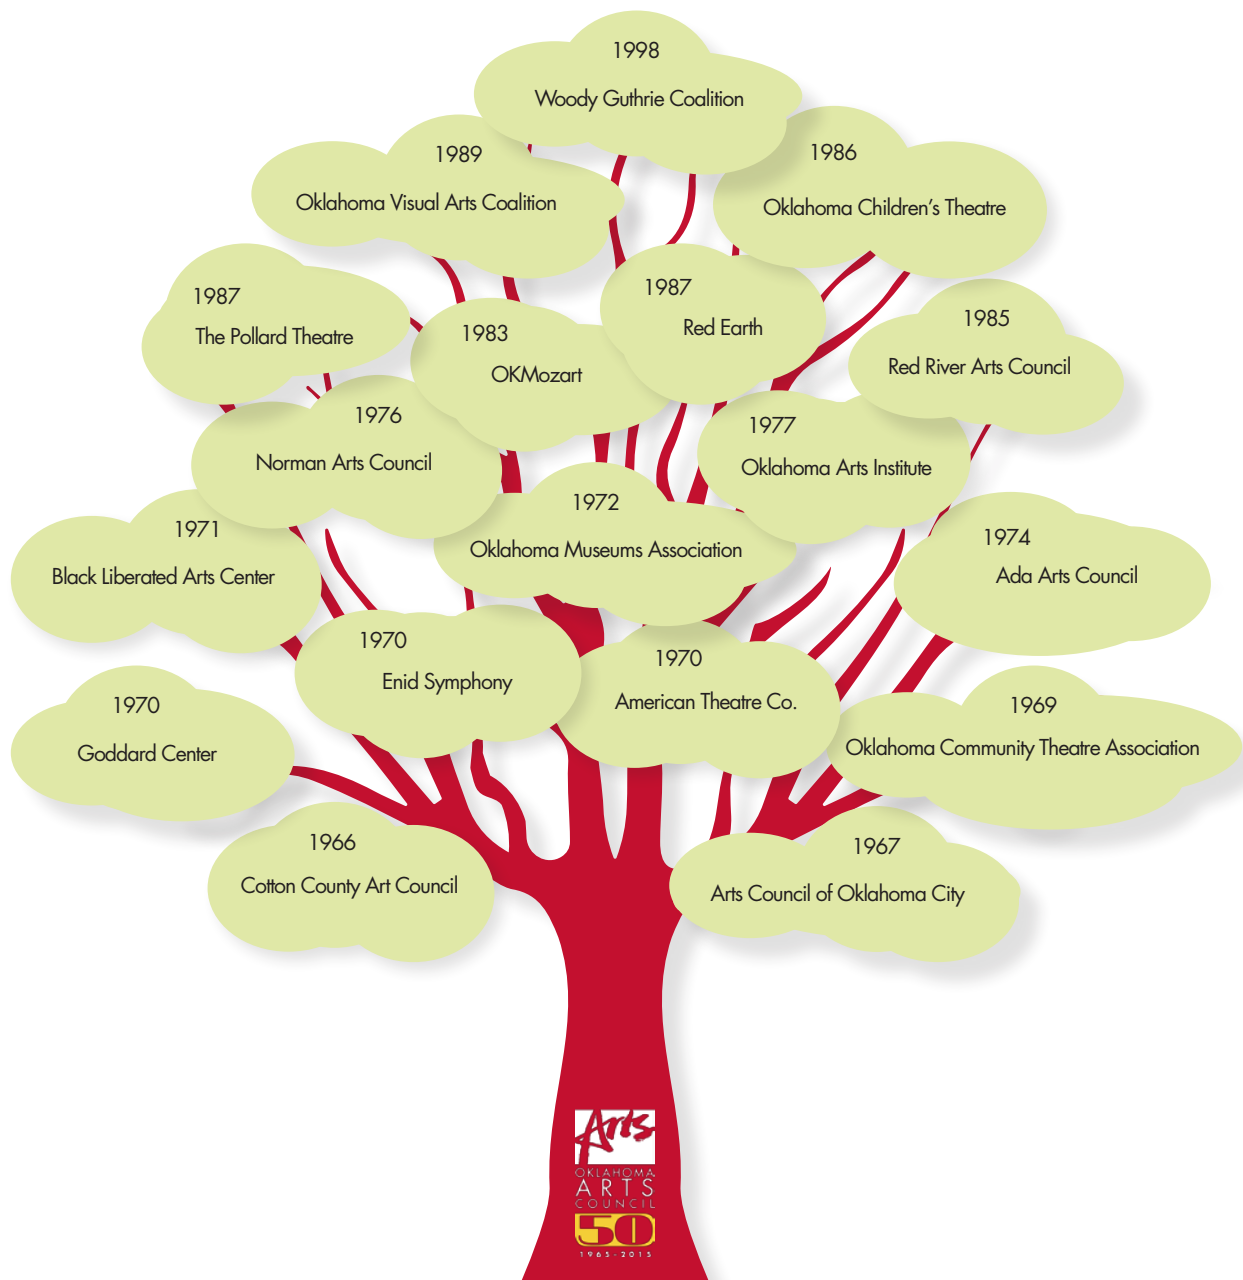 1998
Woody Guthrie Coalition
1989
Oklahoma Visual Arts Coalition
1986
Oklahoma Children's Theatre
1987
The Pollard Theatre
1987
Red Earth
1983
OKMozart
1985
Red River Arts Council
1976
Norman Arts Council
1977
Oklahoma Arts Institute
1972
Oklahoma Museums Association
1971
Black Liberated Arts Center
1974
Ada Arts Council
1970
Enid Symphony
1970
American Theatre Co.
1970
Goddard Center
1969
Oklahoma Community Theatre Association
1966
Cotton County Art Council
1967
Arts Council of Oklahoma City
Arts
OKLAHOMA
ARTS
COUNCIL
50
1965-2015